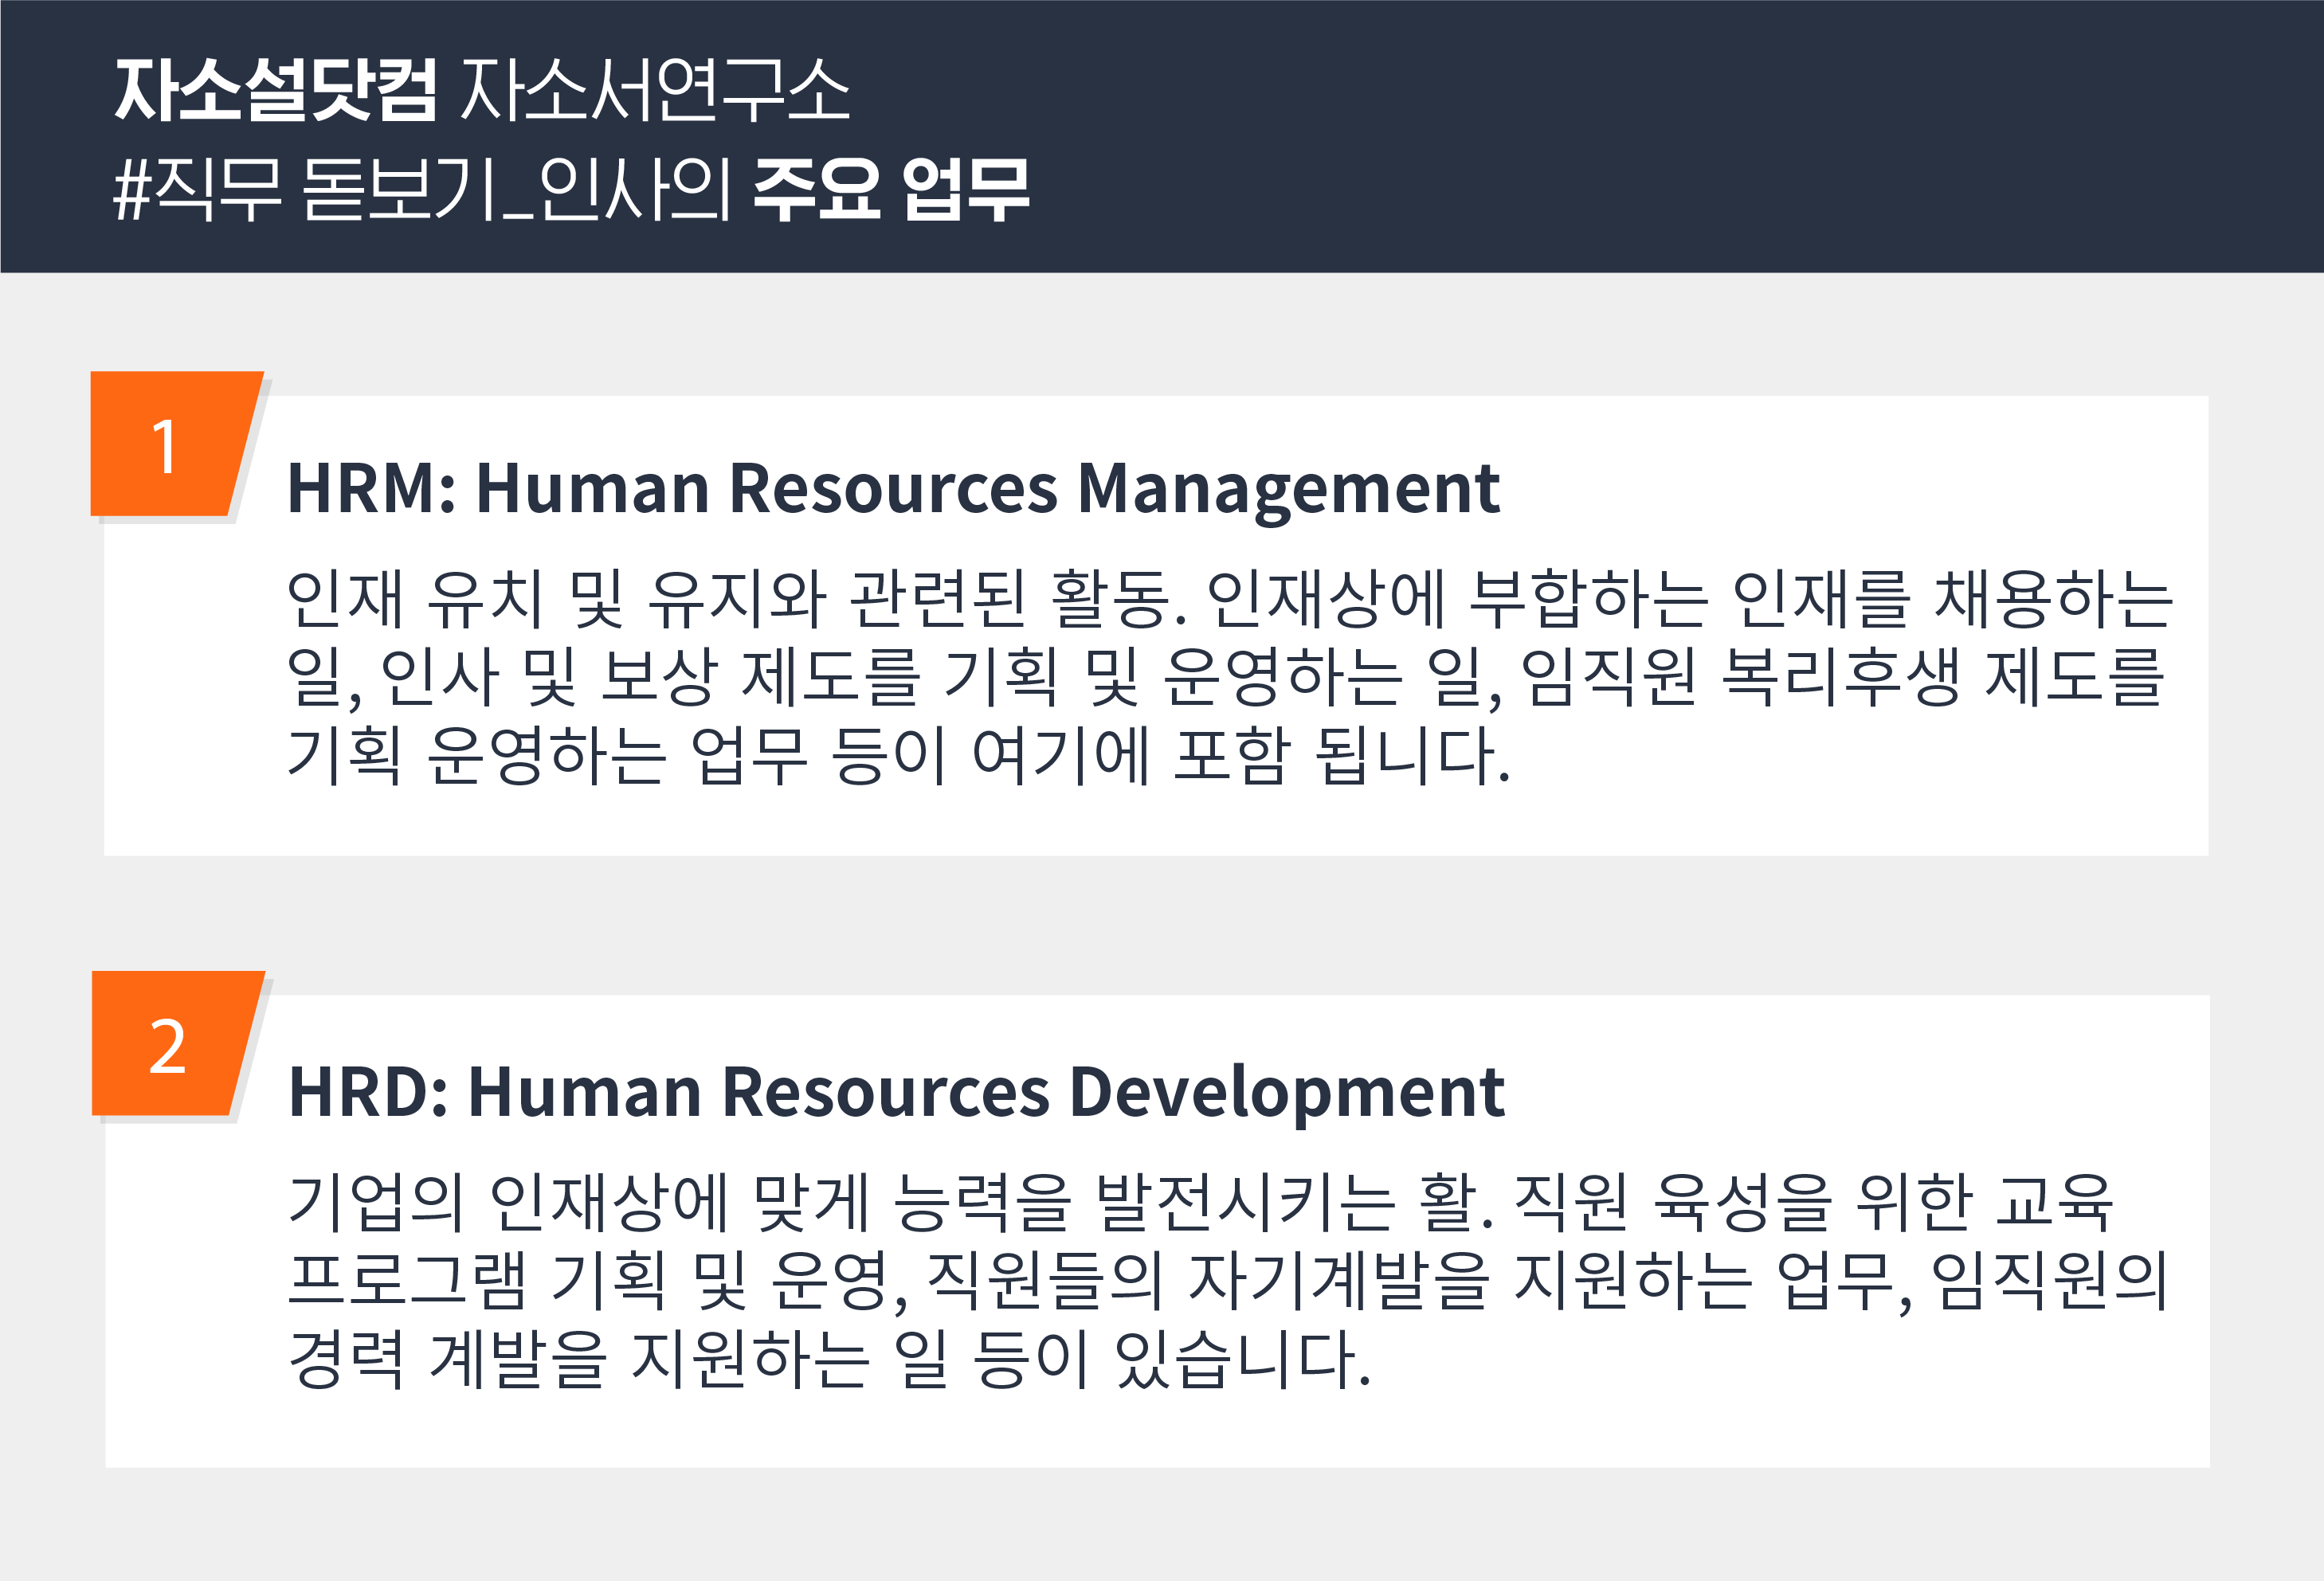 자소설닷컴 자소서연구소
#직무 돋보기_인사의 주요 업무
1
HRM: Human Resources Management
인재 유치 및 유지와 관련된 활동. 인재상에 부합하는 인재를 채용하는
일, 인사 및 보상 제도를 기획 및 운영하는 일, 임직원 복리후생 제도를
기획 운영하는 업무 등이 여기에 포함 됩니다.
2
HRD: Human Resources Development
기업의 인재상에 맞게 능력을 발전시키는 활. 직원 육성을 위한 교육
프로그램 기획 및 운영, 직원들의 자기계발을 지원하는 업무, 임직원의
경력 계발을 지원하는 일 등이 있습니다.